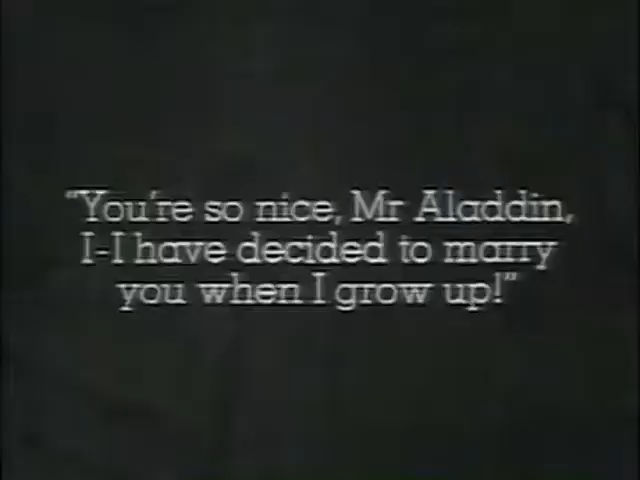 "You're so nice, Mr Aladdin,
I-I have decided to marry
you when I grow up!"